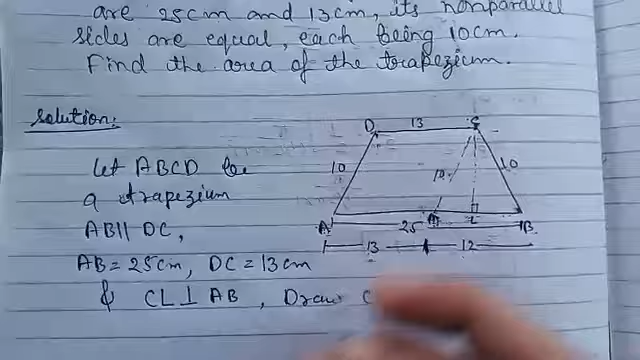 are 25cm and 13cm, its nonparallel
sides are equal, each being 10cm.
Find the area of the trapezium.
Solution:
Let ABCD be
a trapezium
AB || DC,
AB = 25cm, DC = 13cm
& CL ⊥ AB, Draw C
D 13 C
10 10 10
A 25 M L B
13 12